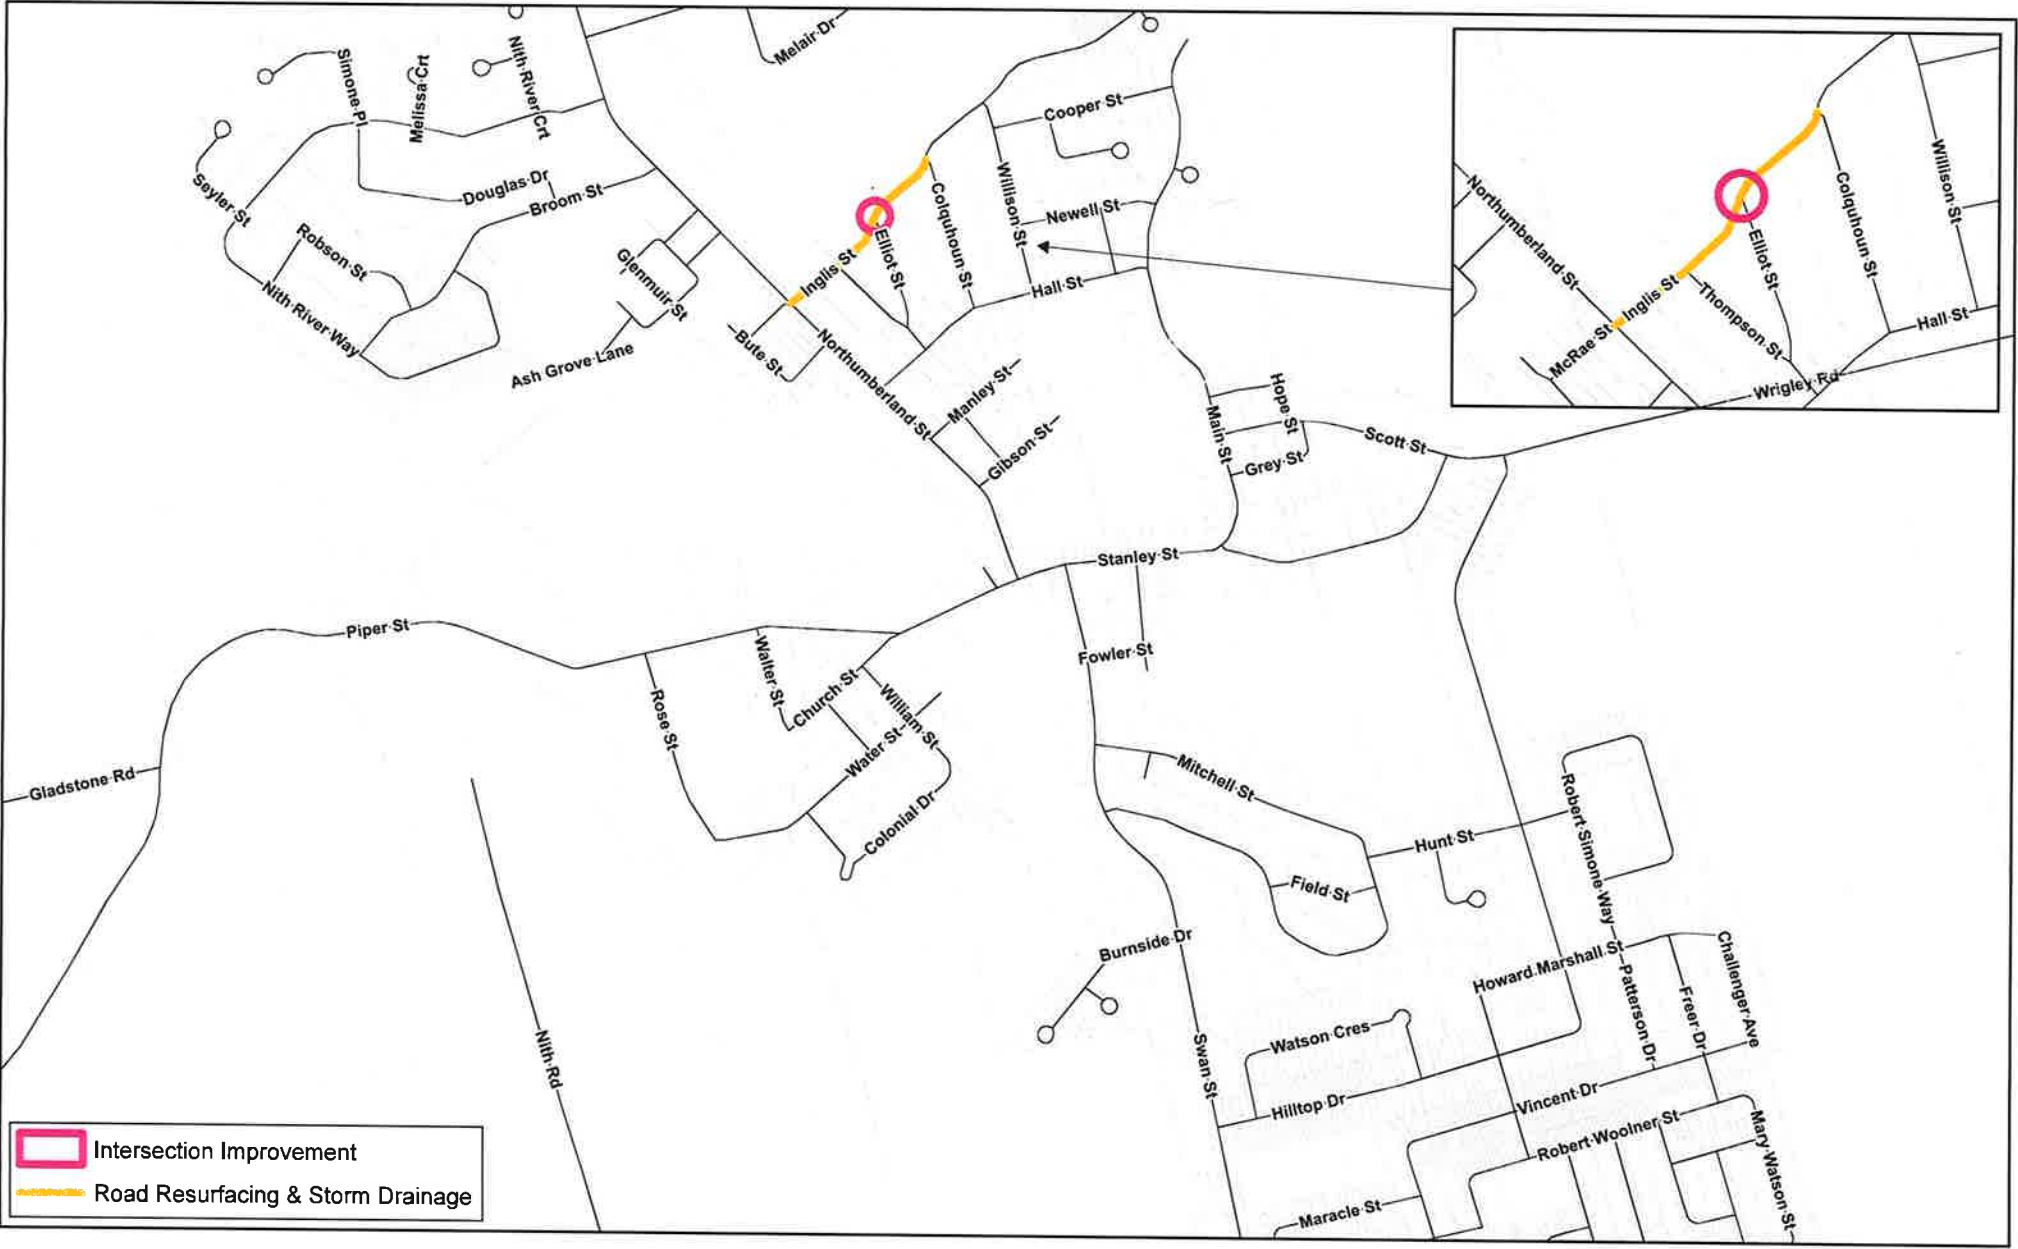 Melair Dr
Simone Pl
Melissa Crt
Nith River Crt
Cooper St
Seyler St
Douglas Dr
Broom St
Willison St
Newell St
Colquhoun St
Elliot St
Robson St
Glenmuir St
Inglis St
Hall St
Nith River Way
Bute St
Northumberland St
Ash Grove Lane
Manley St
Gibson St
Hope St
Main St
Scott St
Grey St
Northumberland St
Willison St
Colquhoun St
Elliot St
Inglis St
Thompson St
Hall St
McRae St
Wrigley Rd
Stanley St
Piper St
Fowler St
Walter St
Church St
William St
Rose St
Water St
Colonial Dr
Gladstone Rd
Mitchell St
Robert Simone Way
Hunt St
Field St
Burnside Dr
Howard Marshall St
Challenger Ave
Patterson Dr
Freer Dr
Watson Cres
Nith Rd
Swan St
Hilltop Dr
Vincent Dr
Robert Woolner St
Mary Watson St
Maracle St
Intersection Improvement
Road Resurfacing & Storm Drainage